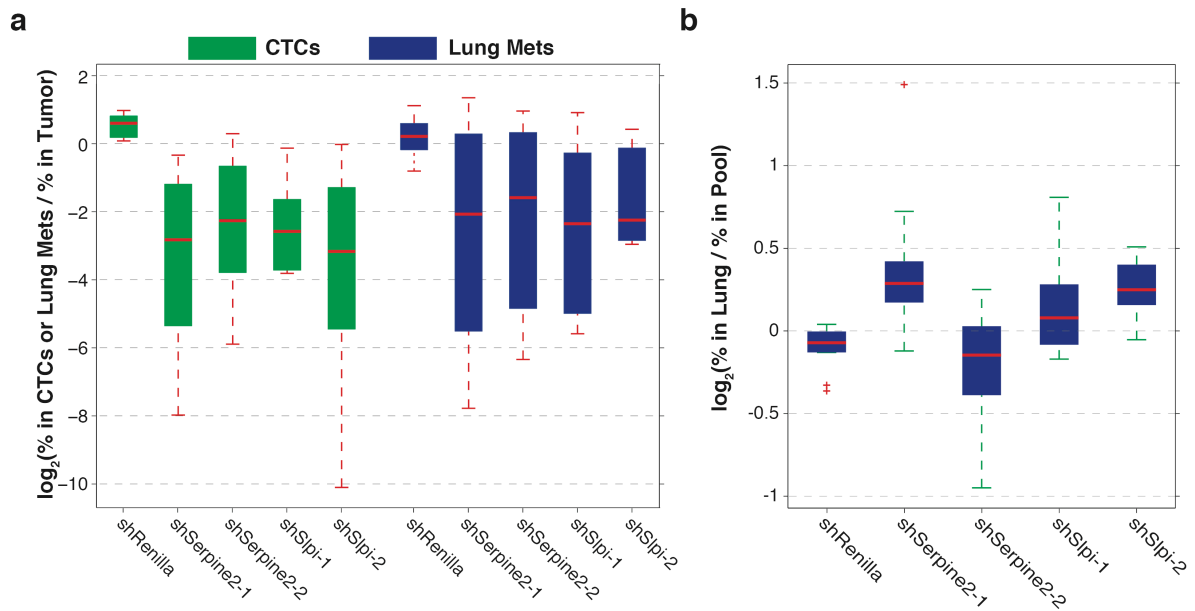 a
CTCs
Lung Mets
log2(% in CTCs or Lung Mets / % in Tumor)
2
0
−2
−4
−6
−8
−10
shRenilla
shSerpine2-1
shSerpine2-2
shSlpi-1
shSlpi-2
shRenilla
shSerpine2-1
shSerpine2-2
shSlpi-1
shSlpi-2
b
log2(% in Lung / % in Pool)
1.5
1
0.5
0
-0.5
-1
shRenilla
shSerpine2-1
shSerpine2-2
shSlpi-1
shSlpi-2